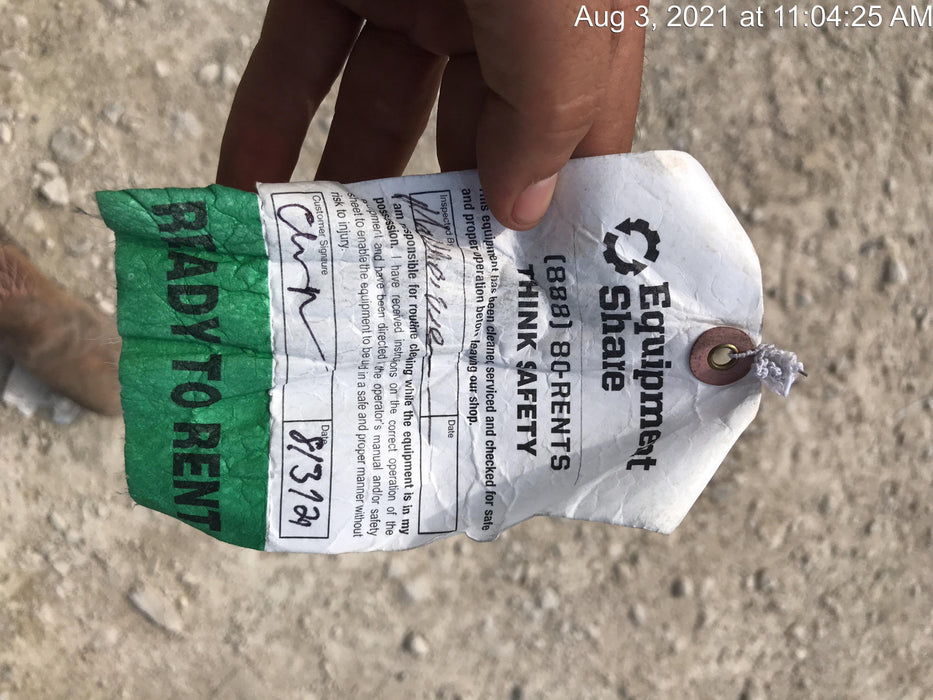 Aug 3, 2021 at 11:04:25 AM
Equipment
Share
(888) 80-RENTS
THINK SAFETY
This equipment has been cleaned serviced and checked for safe
and proper operation before leaving our shop.
Inspected By
Date
I am responsible for routine cleaning while the equipment is in my
possession. I have received instructions on the correct operation of the
equipment and have been directed the operator's manual and/or safety
sheet to enable the equipment to be used in a safe and proper manner without
risk to injury.
Customer Signature
Date
READY TO RENT